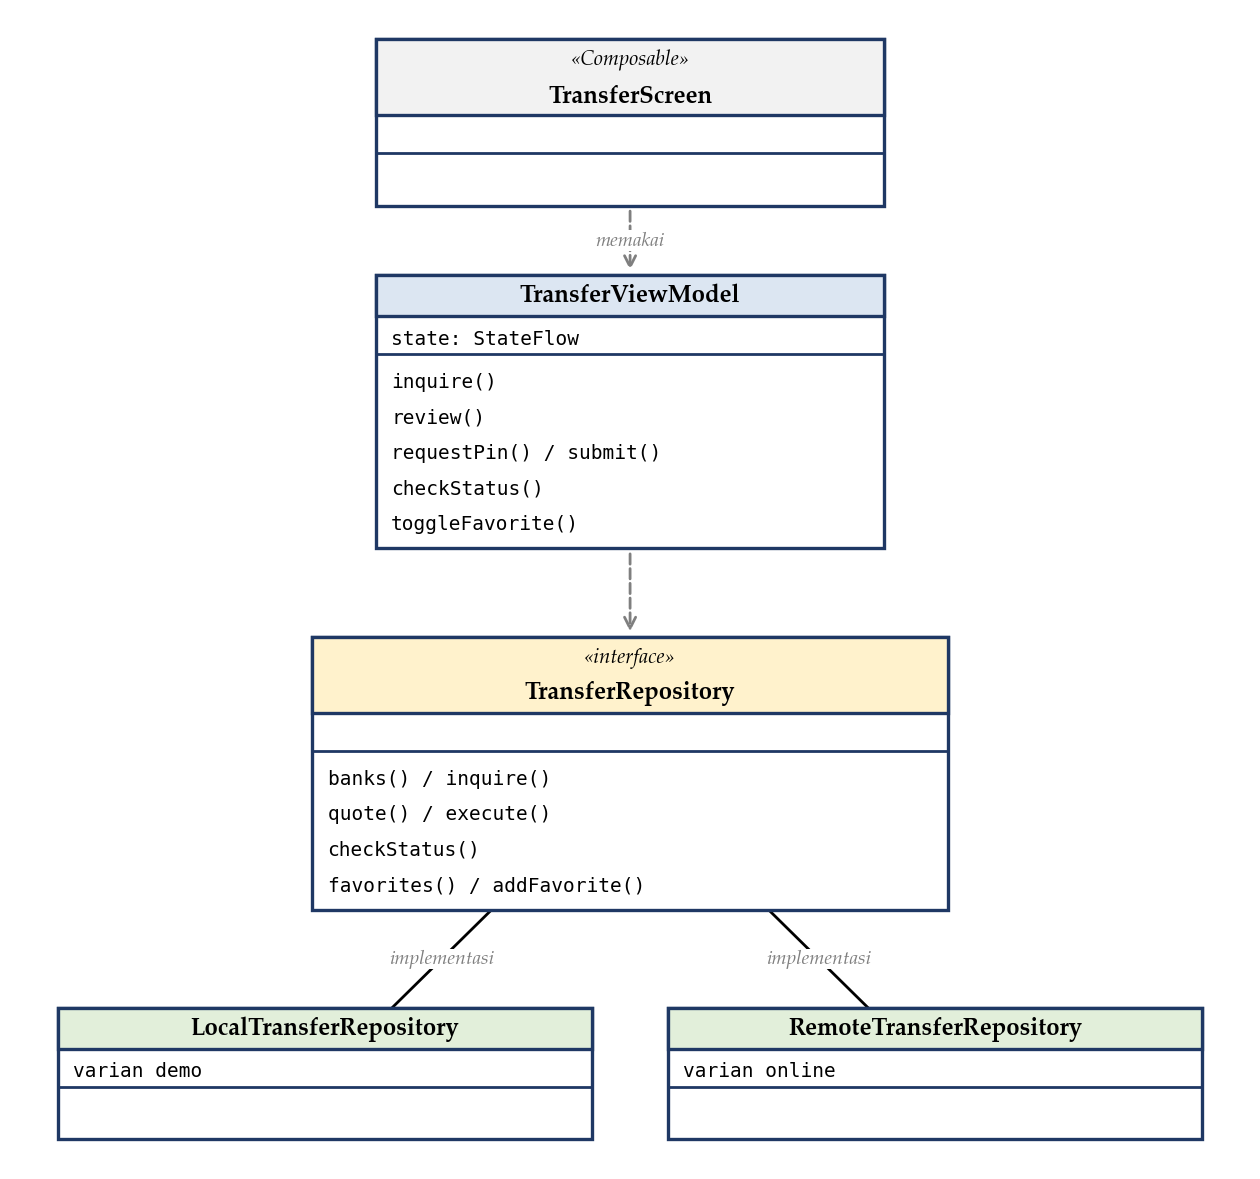 «Composable»
TransferScreen
memakai
TransferViewModel
state: StateFlow
inquire()
review()
requestPin() / submit()
checkStatus()
toggleFavorite()
«interface»
TransferRepository
banks() / inquire()
quote() / execute()
checkStatus()
favorites() / addFavorite()
implementasi
implementasi
LocalTransferRepository
varian demo
RemoteTransferRepository
varian online